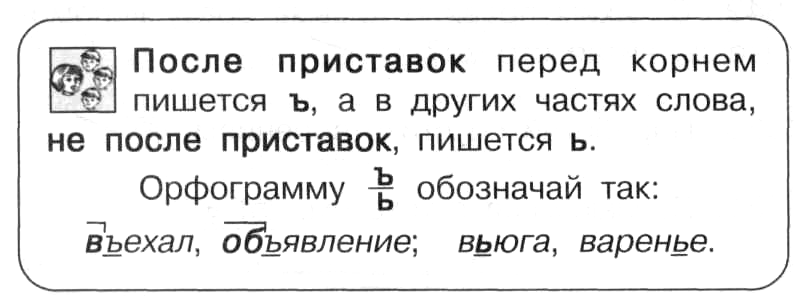 После приставок перед корнем
пишется ъ, а в других частях слова,
не после приставок, пишется ь.
Орфограмму ъ/ь обозначай так:
въехал, объявление; вьюга, варенье.